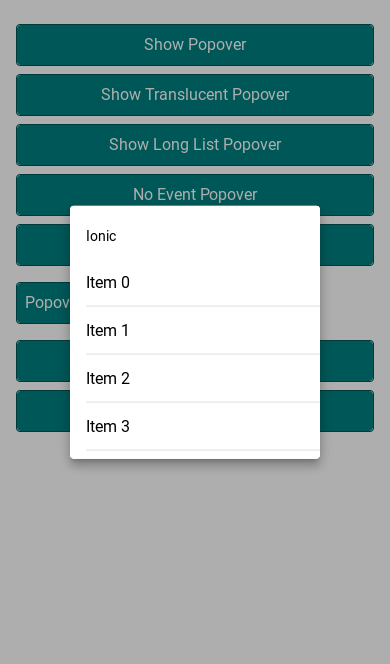 Show Popover
Show Translucent Popover
Show Long List Popover
No Event Popover
Ionic
Item 0
Popov
Item 1
Item 2
Item 3